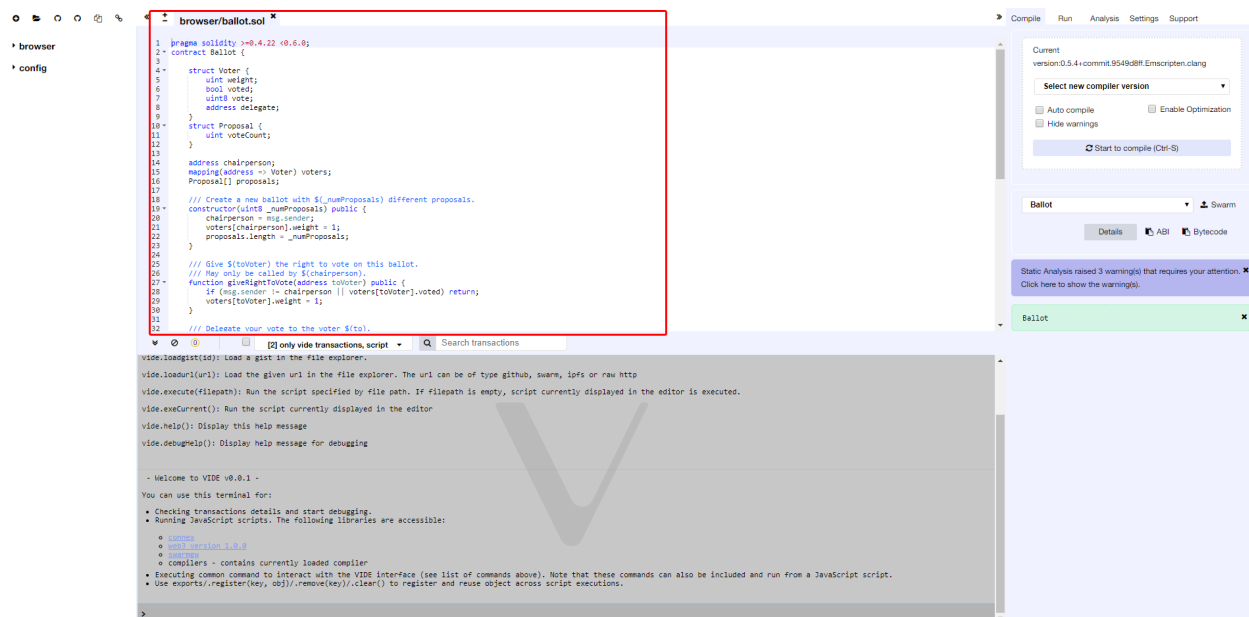 browser
config
browser/ballot.sol
1 pragma solidity >=0.4.22 <0.6.0;
2 contract Ballot {
3
4 struct Voter {
5 uint weight;
6 bool voted;
7 uint8 vote;
8 address delegate;
9 }
10 struct Proposal {
11 uint voteCount;
12 }
13
14 address chairperson;
15 mapping(address => Voter) voters;
16 Proposal[] proposals;
17
18 /// Create a new ballot with $(_numProposals) different proposals.
19 constructor(uint8 _numProposals) public {
20 chairperson = msg.sender;
21 voters[chairperson].weight = 1;
22 proposals.length = _numProposals;
23 }
24
25 /// Give $(toVoter) the right to vote on this ballot.
26 /// May only be called by $(chairperson).
27 function giveRightToVote(address toVoter) public {
28 if (msg.sender != chairperson || voters[toVoter].voted) return;
29 voters[toVoter].weight = 1;
30 }
31
32 /// Delegate your vote to the voter $(to).
0
[2] only vide transactions, script
Search transactions
vide.loadgist(id): Load a gist in the file explorer.
vide.loadurl(url): Load the given url in the file explorer. The url can be of type github, swarm, ipfs or raw http
vide.execute(filepath): Run the script specified by file path. If filepath is empty, script currently displayed in the editor is executed.
vide.exeCurrent(): Run the script currently displayed in the editor
vide.help(): Display this help message
vide.debugHelp(): Display help message for debugging
- Welcome to VIDE v0.0.1 -
You can use this terminal for:
• Checking transactions details and start debugging.
• Running JavaScript scripts. The following libraries are accessible:
connex
web3 version 1.0.0
swarmgw
compilers - contains currently loaded compiler
• Executing common command to interact with the VIDE interface (see list of commands above). Note that these commands can also be included and run from a JavaScript script.
• Use exports/.register(key, obj)/.remove(key)/.clear() to register and reuse object across script executions.
>
Compile Run Analysis Settings Support
Current
version:0.5.4+commit.9549d8ff.Emscripten.clang
Select new compiler version
Auto compile Enable Optimization
Hide warnings
Start to compile (Ctrl-S)
Ballot Swarm
Details ABI Bytecode
Static Analysis raised 3 warning(s) that requires your attention.
Click here to show the warning(s).
Ballot